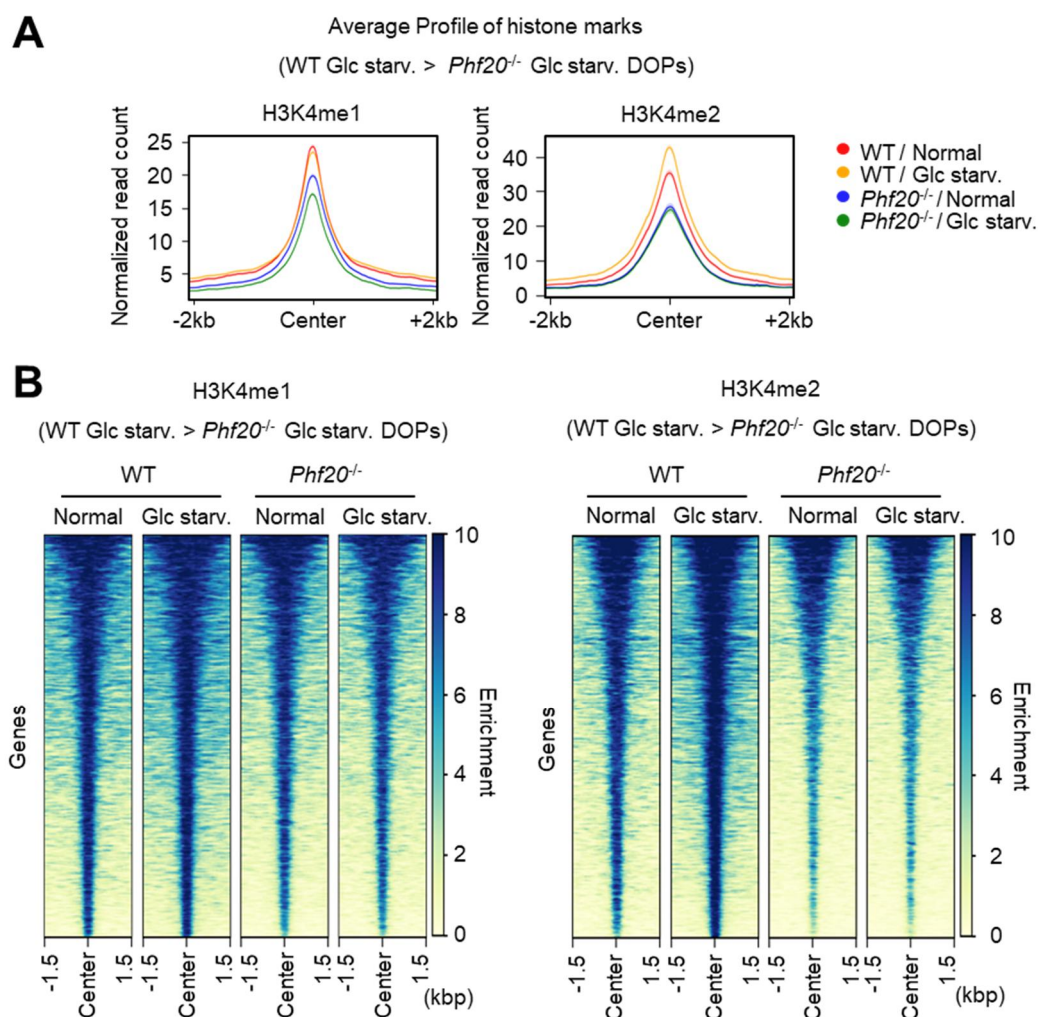 A
Average Profile of histone marks
(WT Glc starv. > Phf20-/- Glc starv. DOPs)
H3K4me1
H3K4me2
Normalized read count
25
20
15
10
5
-2kb
Center
+2kb
Normalized read count
40
30
20
10
0
-2kb
Center
+2kb
WT / Normal
WT / Glc starv.
Phf20-/- / Normal
Phf20-/- / Glc starv.
B
H3K4me1
(WT Glc starv. > Phf20-/- Glc starv. DOPs)
WT
Phf20-/-
Normal
Glc starv.
Normal
Glc starv.
Genes
10
8
6
4
2
0
Enrichment
-1.5
Center
1.5
-1.5
Center
1.5
-1.5
Center
1.5
-1.5
Center
1.5
(kbp)
H3K4me2
(WT Glc starv. > Phf20-/- Glc starv. DOPs)
WT
Phf20-/-
Normal
Glc starv.
Normal
Glc starv.
Genes
10
8
6
4
2
0
Enrichment
-1.5
Center
1.5
-1.5
Center
1.5
-1.5
Center
1.5
-1.5
Center
1.5
(kbp)